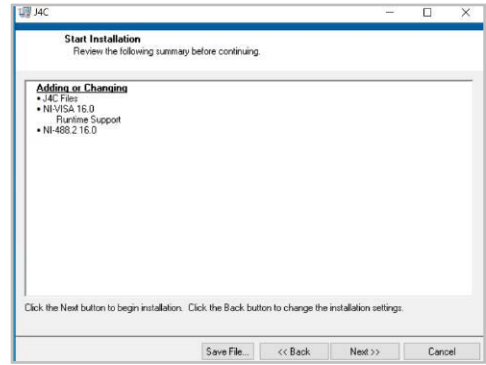 J4C
Start Installation
Review the following summary before continuing.
Adding or Changing
• J4C Files
• NI-VISA 16.0
Runtime Support
• NI-488.2 16.0
Click the Next button to begin installation. Click the Back button to change the installation settings.
Save File... << Back Next >> Cancel